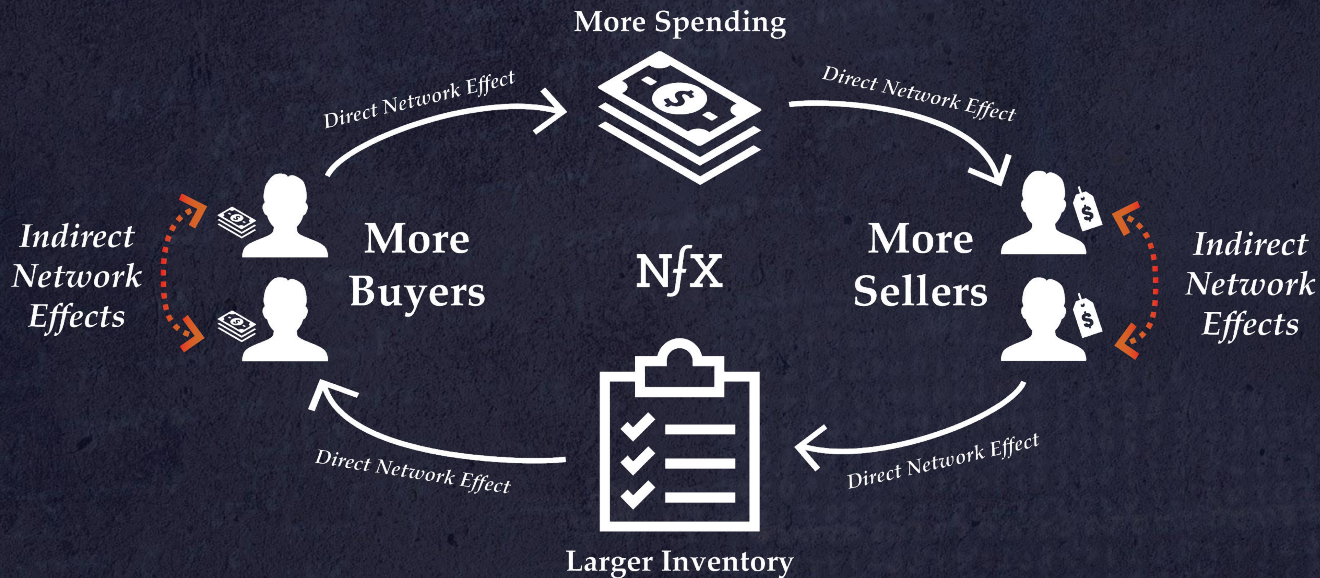 More Spending
Direct Network Effect
Direct Network Effect
Indirect
Network
Effects
More
Buyers
NfX
More
Sellers
Indirect
Network
Effects
$
$
$
$
$
Direct Network Effect
Direct Network Effect
Larger Inventory